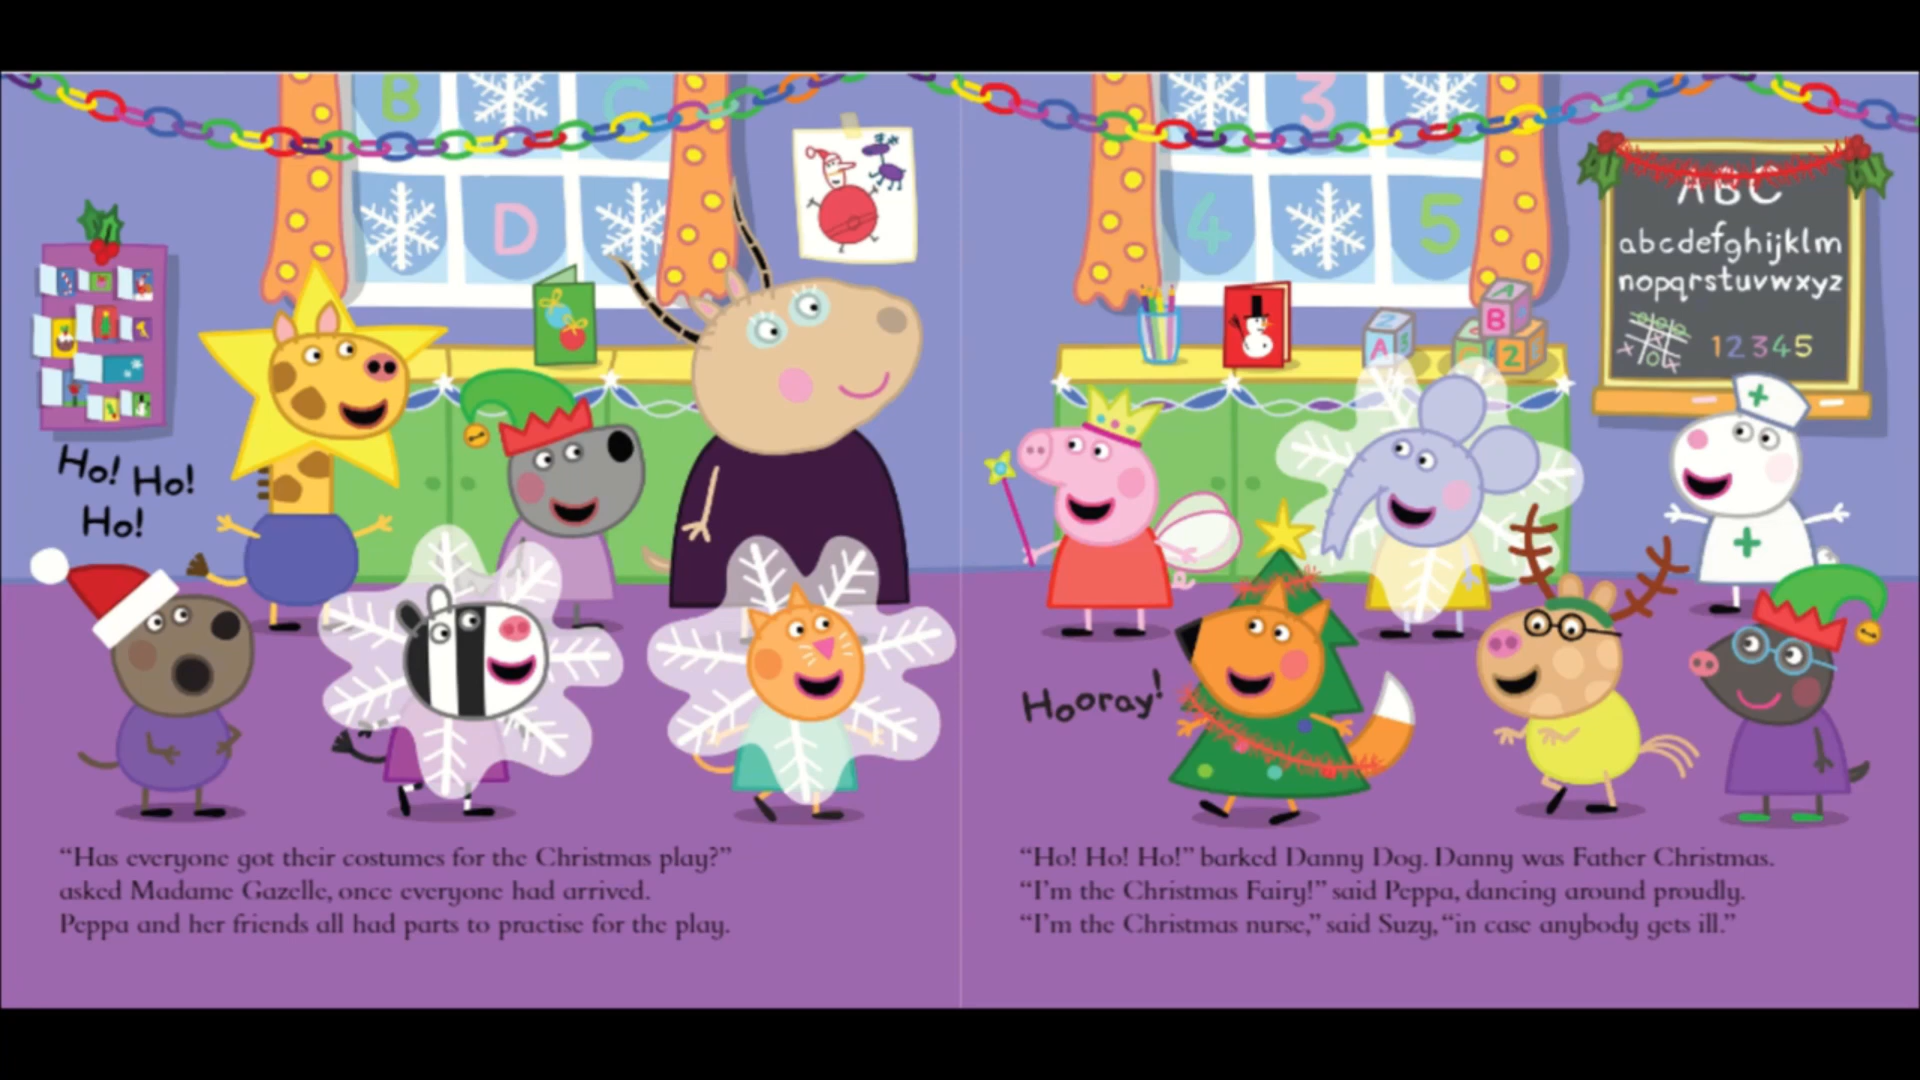 B
C
D
Ho! Ho!
Ho!
“Has everyone got their costumes for the Christmas play?”
asked Madame Gazelle, once everyone had arrived.
Peppa and her friends all had parts to practise for the play.
3
4
5
A B C
abcdefghijklm
nopqrstuvwxyz
12345
A
B
2
A
2
Hooray!
“Ho! Ho! Ho!” barked Danny Dog. Danny was Father Christmas.
“I’m the Christmas Fairy!” said Peppa, dancing around proudly.
“I’m the Christmas nurse,” said Suzy, “in case anybody gets ill.”